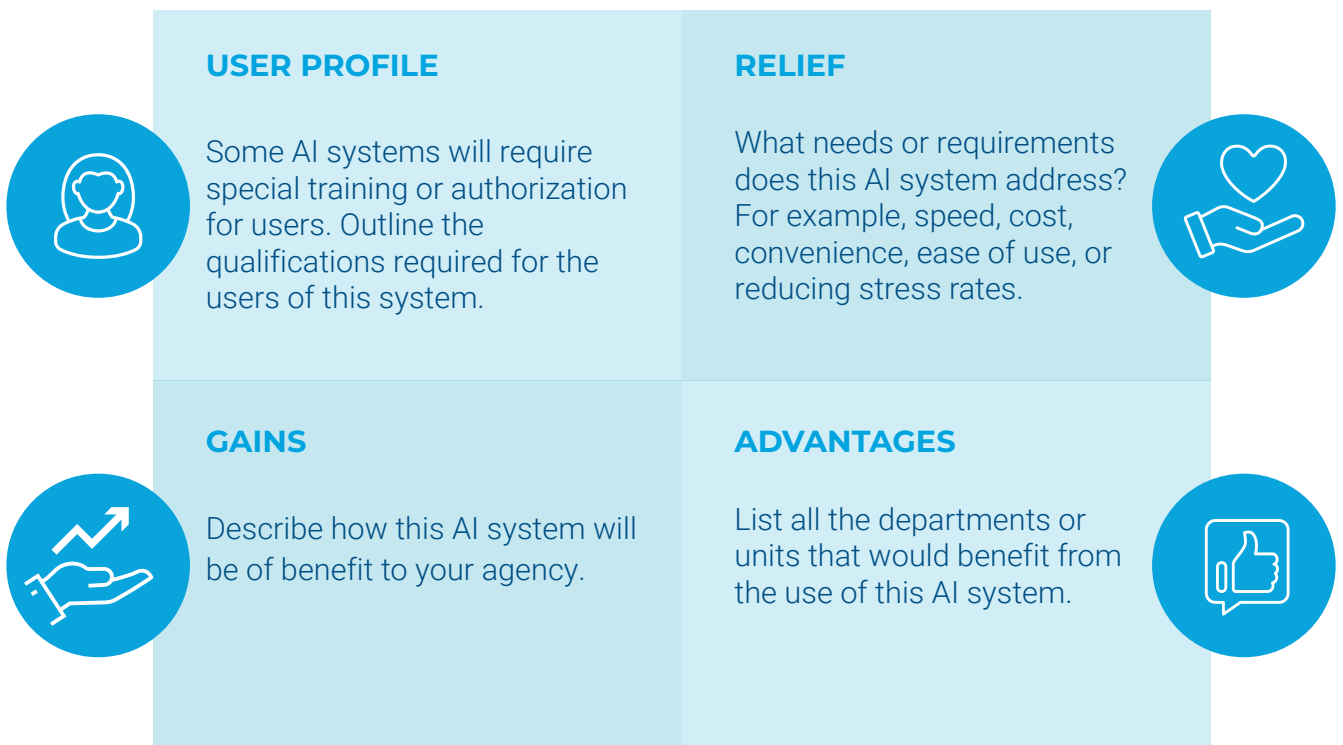 USER PROFILE
Some AI systems will require
special training or authorization
for users. Outline the
qualifications required for the
users of this system.
RELIEF
What needs or requirements
does this AI system address?
For example, speed, cost,
convenience, ease of use, or
reducing stress rates.
GAINS
Describe how this AI system will
be of benefit to your agency.
ADVANTAGES
List all the departments or
units that would benefit from
the use of this AI system.